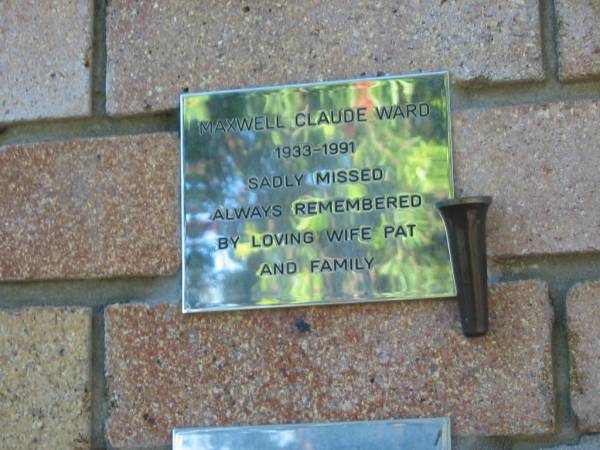 MAXWELL CLAUDE WARD
1933-1991
SADLY MISSED
ALWAYS REMEMBERED
BY LOVING WIFE PAT
AND FAMILY